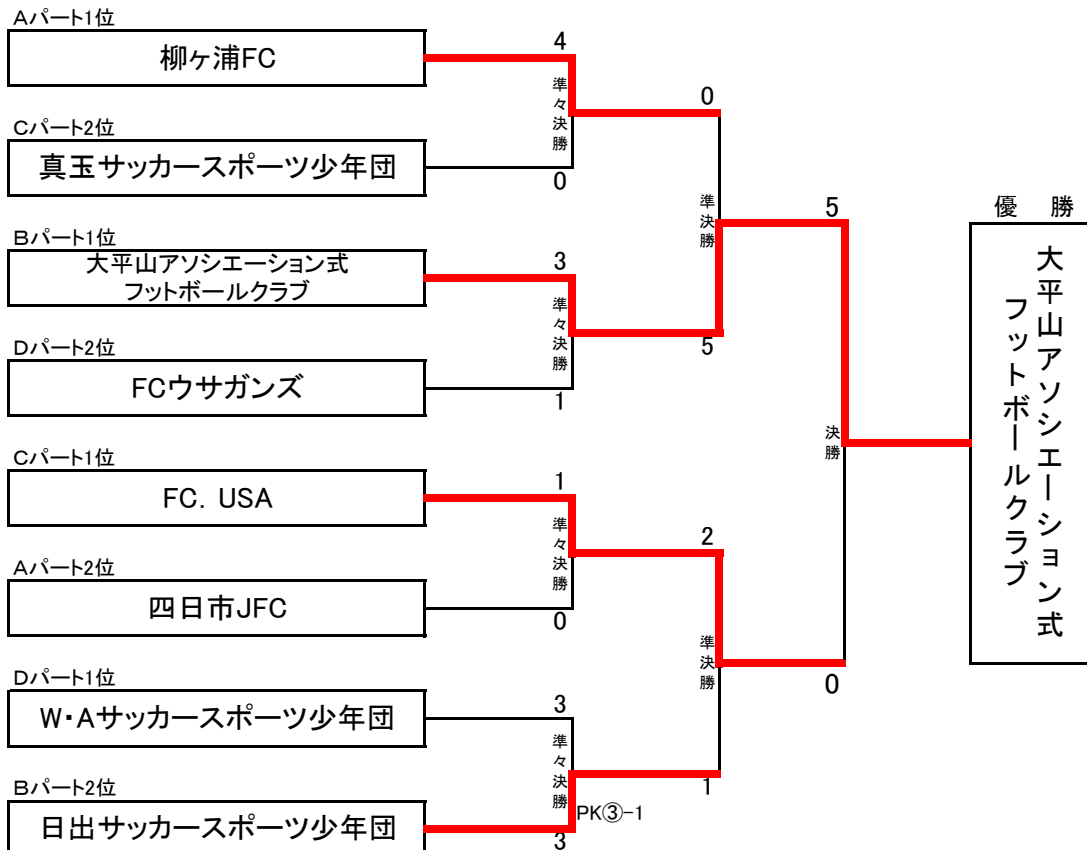 Aパート1位
柳ヶ浦FC
4
準々決勝
Cパート2位
真玉サッカースポーツ少年団
0
0
準決勝
Bパート1位
大平山アソシエーション式
フットボールクラブ
3
準々決勝
5
Dパート2位
FCウサガンズ
1
5
決勝
Cパート1位
FC. USA
1
準々決勝
2
Aパート2位
四日市JFC
0
準決勝
0
Dパート1位
W・Aサッカースポーツ少年団
3
準々決勝
1
Bパート2位
日出サッカースポーツ少年団
3
PK③-1
優 勝
大平山アソシエーション式
フットボールクラブ